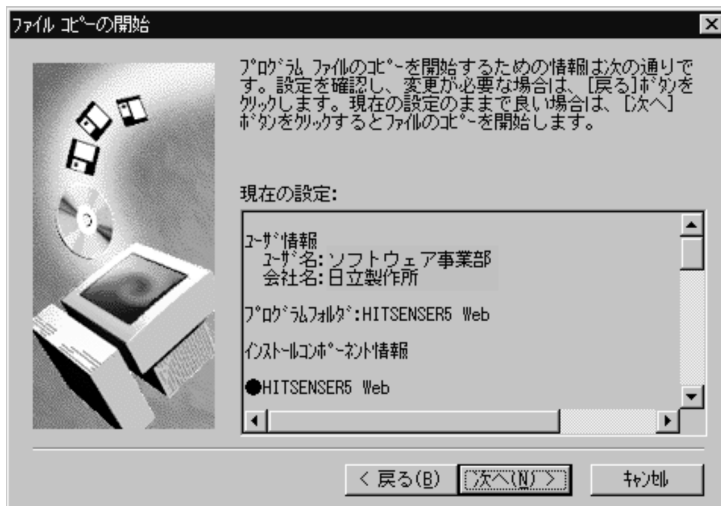 ファイル コピーの開始
プログラム ファイルのコピーを開始するための情報は次の通りで
す。設定を確認し、変更が必要な場合は、[戻る]ボタンを
クリックします。現在の設定のままで良い場合は、[次へ]
ボタンをクリックするとファイルのコピーを開始します。
現在の設定:
ユーザ情報
ユーザ名:ソフトウェア事業部
会社名:日立製作所
プログラムフォルダ:HITSENSER5 Web
インストールコンポーネント情報
●HITSENSER5 Web
< 戻る(B)
次へ(N) >
キャンセル